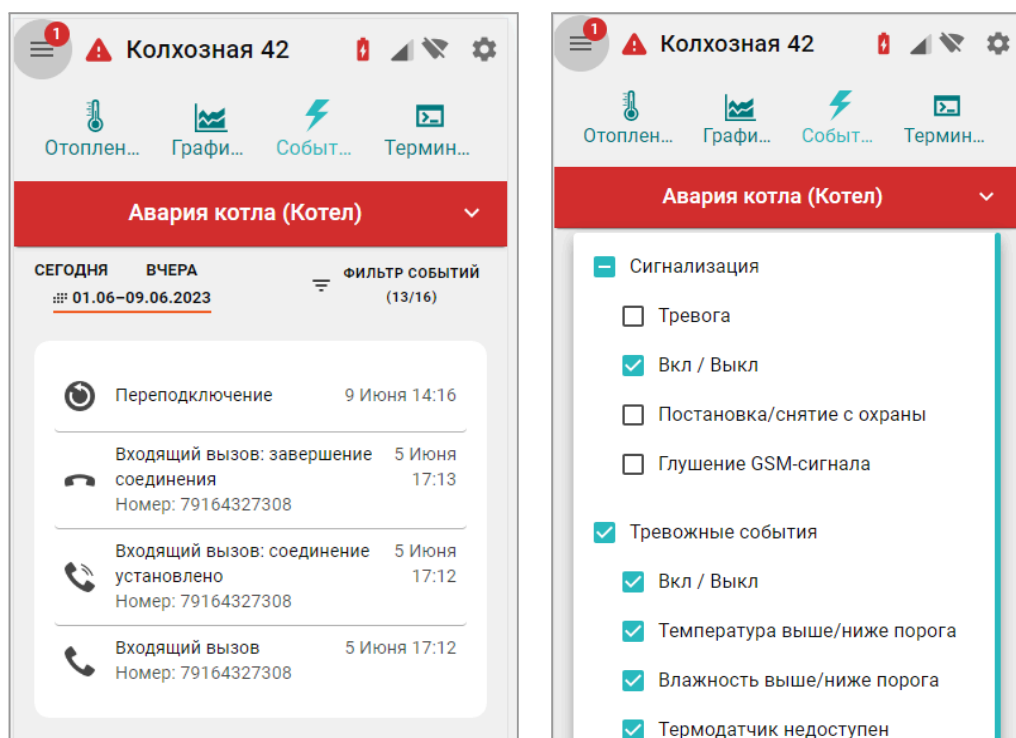 1
Колхозная 42
Отоплен...
Графи...
Событ...
Термин...
Авария котла (Котел)
СЕГОДНЯ
ВЧЕРА
01.06–09.06.2023
ФИЛЬТР СОБЫТИЙ
(13/16)
Переподключение
9 Июня 14:16
Входящий вызов: завершение
соединения
5 Июня
17:13
Номер: 79164327308
Входящий вызов: соединение
установлено
5 Июня
17:12
Номер: 79164327308
Входящий вызов
5 Июня 17:12
Номер: 79164327308
1
Колхозная 42
Отоплен...
Графи...
Событ...
Термин...
Авария котла (Котел)
Сигнализация
Тревога
Вкл / Выкл
Постановка/снятие с охраны
Глушение GSM-сигнала
Тревожные события
Вкл / Выкл
Температура выше/ниже порога
Влажность выше/ниже порога
Термодатчик недоступен